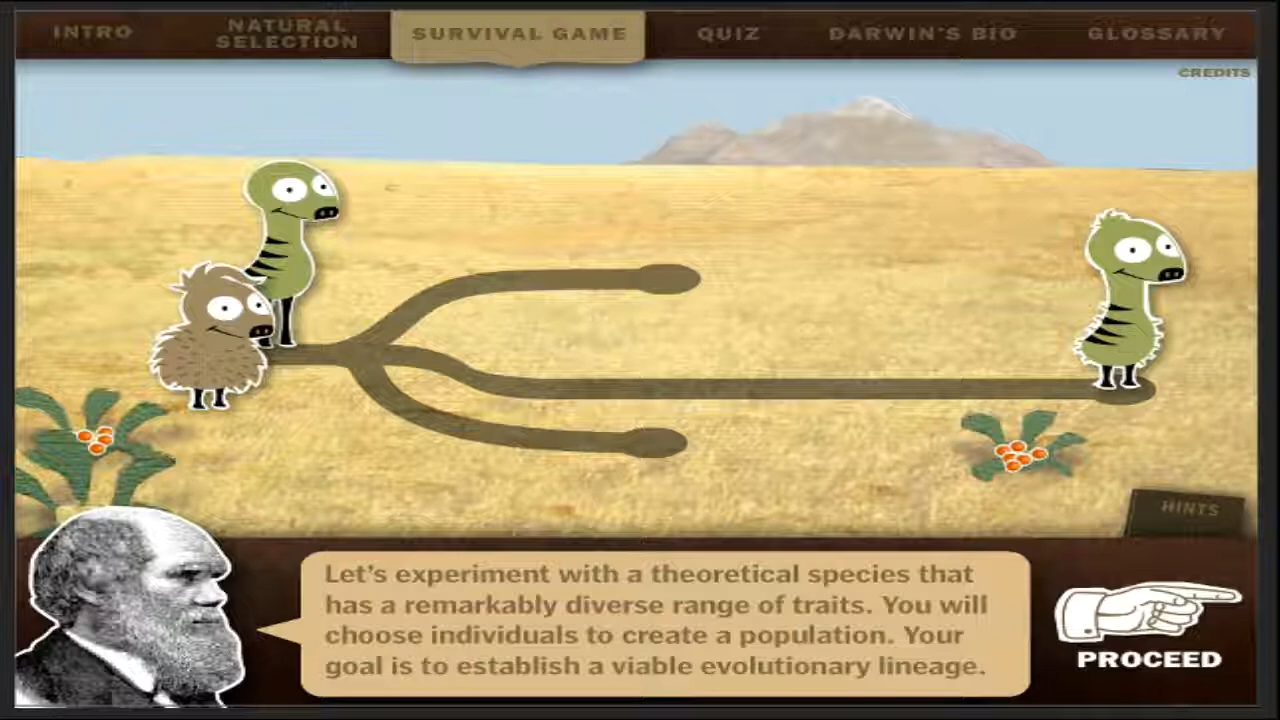 INTRO
NATURAL
SELECTION
SURVIVAL GAME
QUIZ
DARWIN'S BIO
GLOSSARY
CREDITS
HINTS
Let's experiment with a theoretical species that
has a remarkably diverse range of traits. You will
choose individuals to create a population. Your
goal is to establish a viable evolutionary lineage.
PROCEED